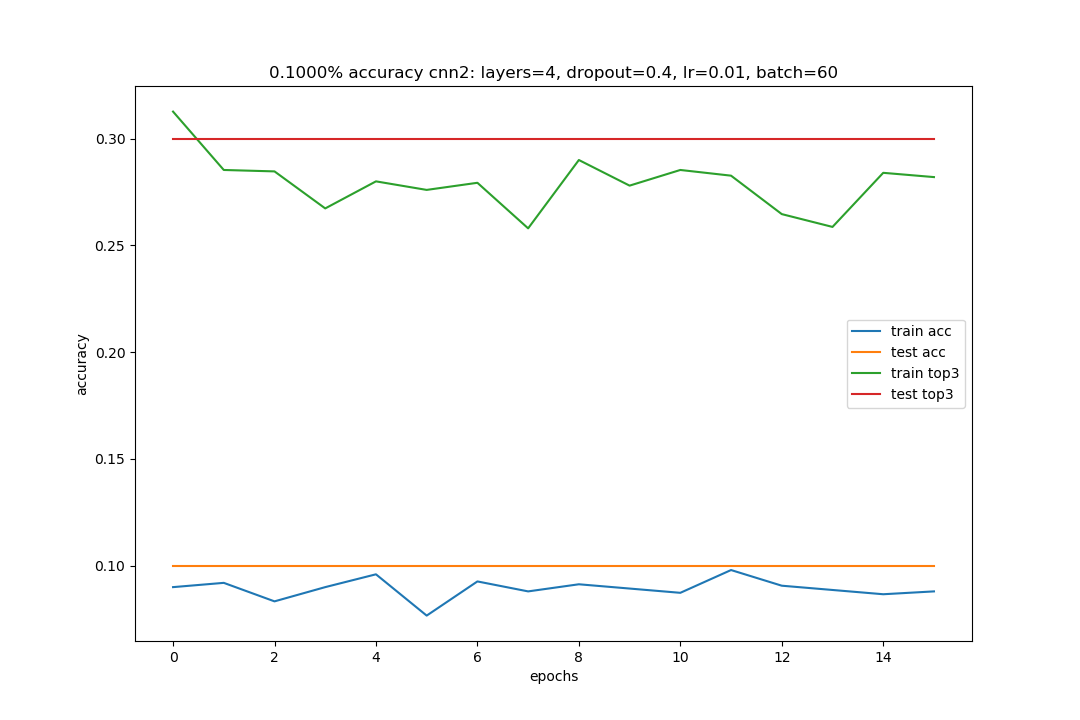 0.1000% accuracy cnn2: layers=4, dropout=0.4, lr=0.01, batch=60
0.30
0.25
0.20
0.15
0.10
accuracy
train acc
test acc
train top3
test top3
0 2 4 6 8 10 12 14
epochs